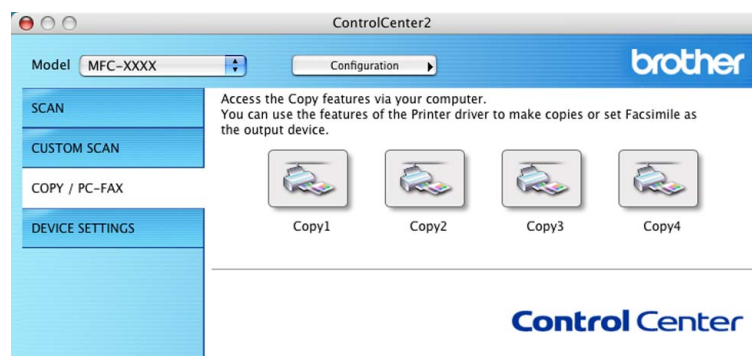 ControlCenter2
Model MFC-XXXX Configuration brother
SCAN
CUSTOM SCAN
COPY / PC-FAX
DEVICE SETTINGS
Access the Copy features via your computer.
You can use the features of the Printer driver to make copies or set Facsimile as
the output device.
Copy1 Copy2 Copy3 Copy4
Control Center